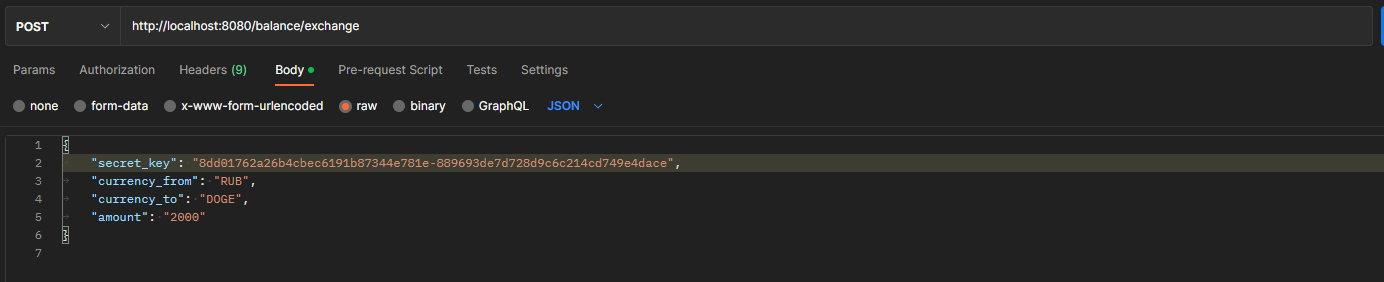 POST http://localhost:8080/balance/exchange
Params Authorization Headers (9) Body Pre-request Script Tests Settings
none form-data x-www-form-urlencoded raw binary GraphQL JSON
1 {
2 "secret_key": "8dd01762a26b4cbec6191b87344e781e-889693de7d728d9c6c214cd749e4dace",
3 "currency_from": "RUB",
4 "currency_to": "DOGE",
5 "amount": "2000"
6 }
7